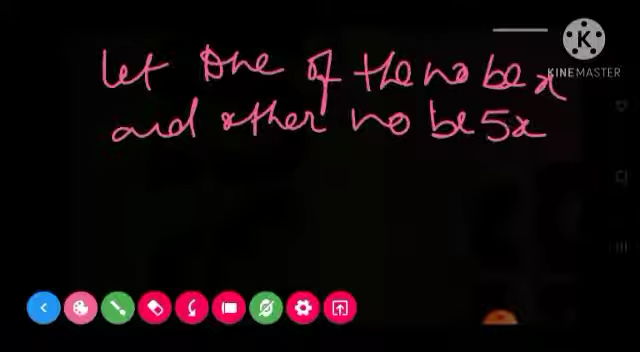 KINEMASTER
let one of the no be x
and other no be 5x